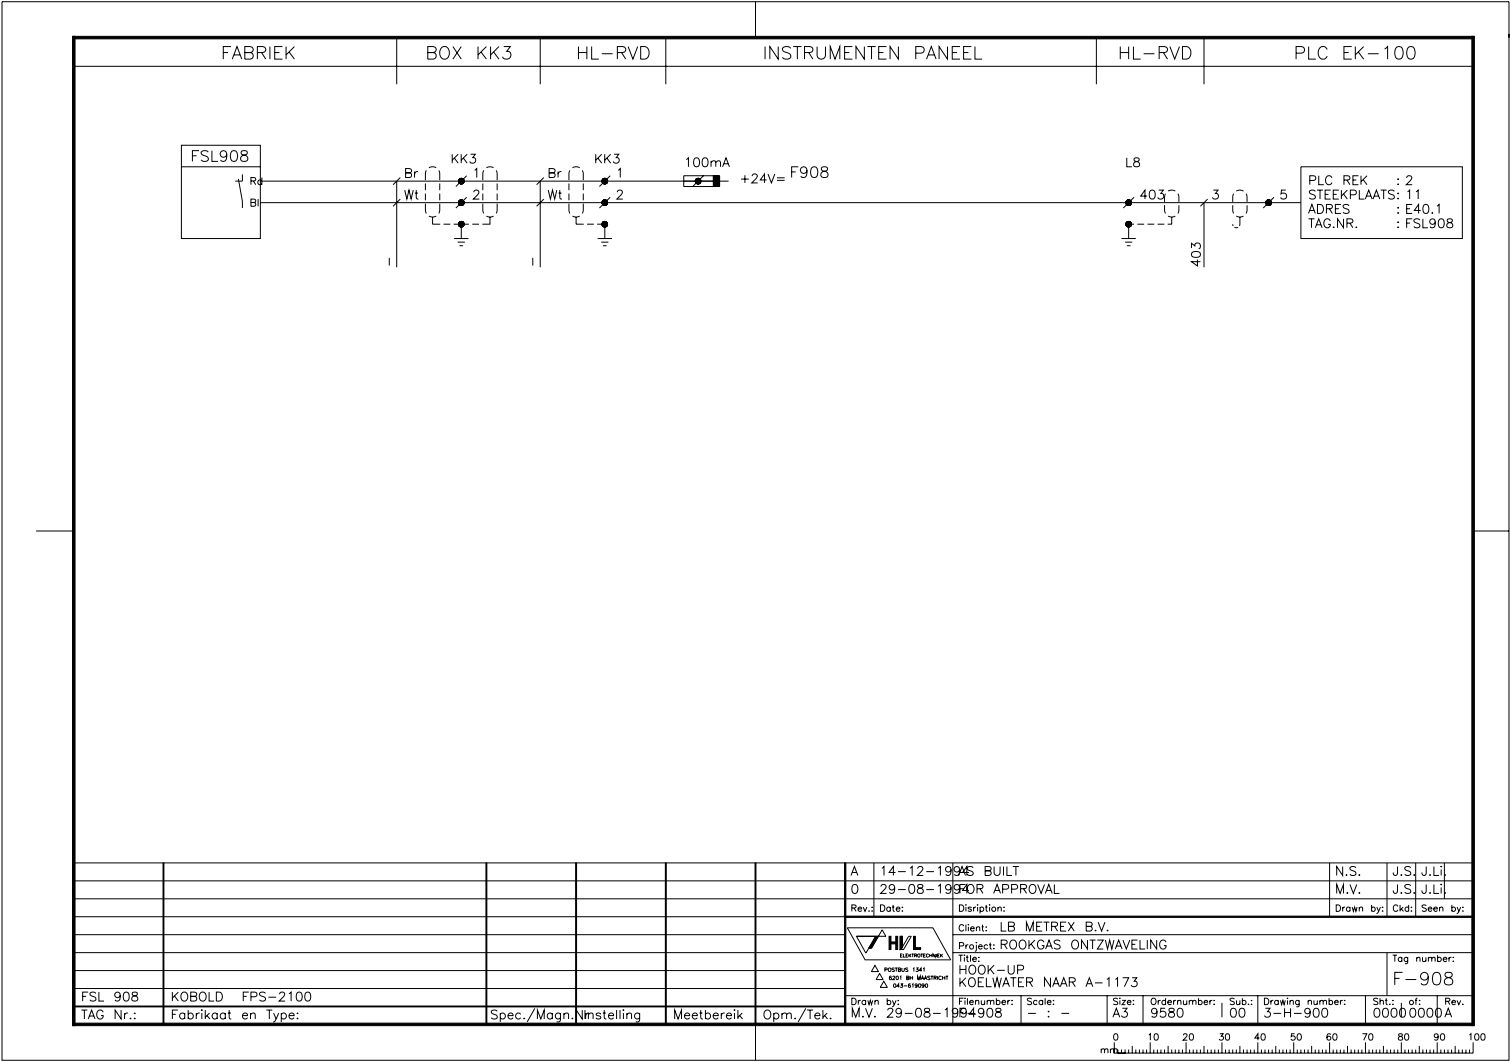 FABRIEK BOX KK3 HL-RVD INSTRUMENTEN PANEEL HL-RVD PLC EK-100
FSL908
Rd
Bl
Br
Wt
KK3
1
2
Br
Wt
KK3
1
2
100mA
+24V= F908
L8
403
3
5
PLC REK : 2
STEEKPLAATS: 11
ADRES : E40.1
TAG.NR. : FSL908
I
I
403
A 14-12-1994 AS BUILT N.S. J.S. J.Li.
0 29-08-1994 FOR APPROVAL M.V. J.S. J.Li.
Rev.: Date: Disription: Drawn by: Ckd: Seen by:
HVL
ELEKTROTECHNIEK
POSTBUS 1341
6201 BH MAASTRICHT
043-619090
Client: LB METREX B.V.
Project: ROOKGAS ONTZWAVELING
Title:
HOOK-UP
KOELWATER NAAR A-1173
Tag number:
F-908
Drawn by: Filenumber: Scale: Size: Ordernumber: Sub.: Drawing number: Sht.: of: Rev.
M.V. 29-08-1994 F-908 - : - A3 9580 00 3-H-900 0000 0000 A
FSL 908 KOBOLD FPS-2100
TAG Nr.: Fabrikaat en Type: Spec./Magn.Nr. Instelling Meetbereik Opm./Tek.
mm 0 10 20 30 40 50 60 70 80 90 100